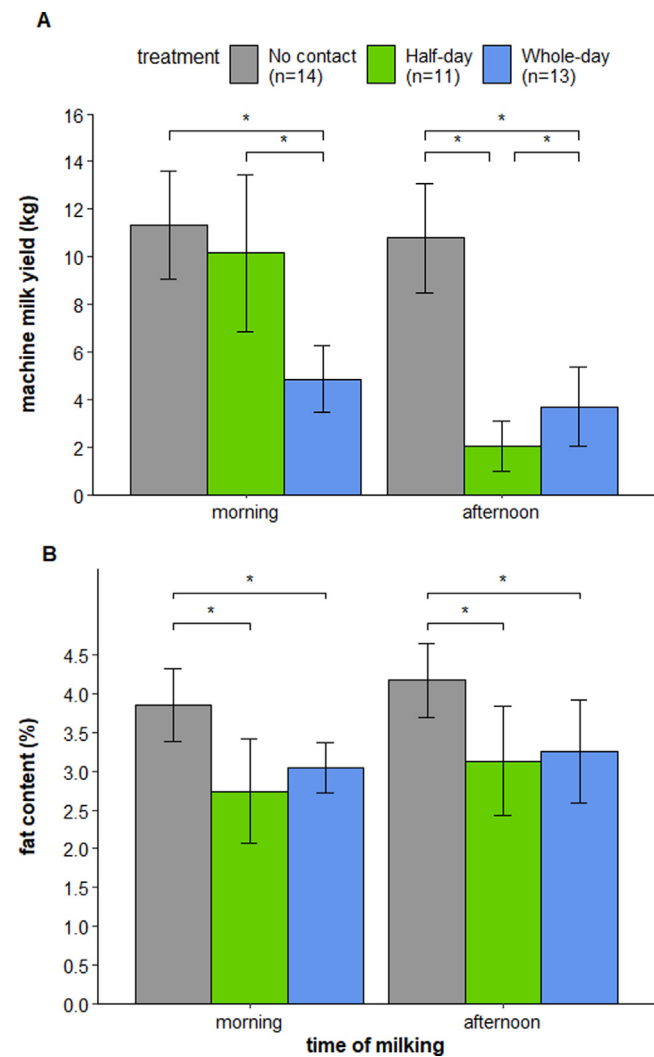 A
treatment
No contact (n=14)
Half-day (n=11)
Whole-day (n=13)
machine milk yield (kg)
16
14
12
10
8
6
4
2
0
*
*
*
*
*
morning
afternoon
B
fat content (%)
4.5
4.0
3.5
3.0
2.5
2.0
1.5
1.0
0.5
0.0
*
*
*
*
morning
afternoon
time of milking